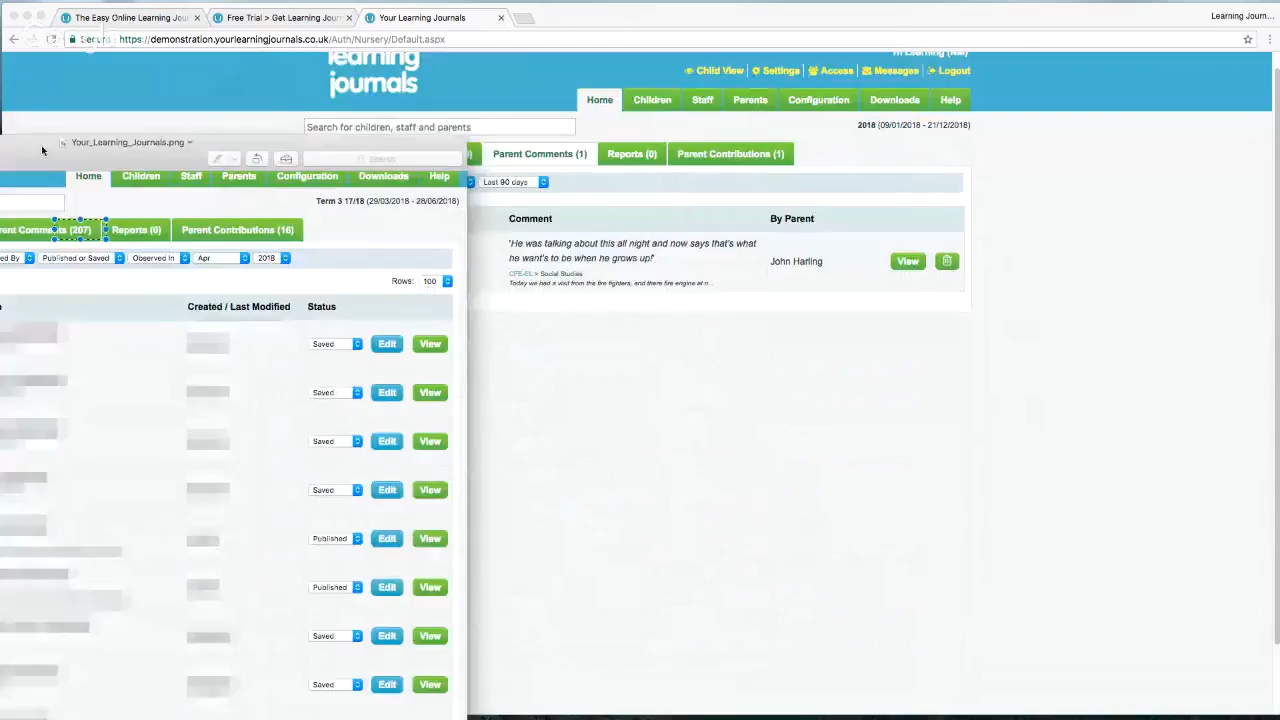 The Easy Online Learning Jour
Free Trial > Get Learning Jour
Your Learning Journals
Learning Journ...
https://demonstration.yourlearningjournals.co.uk/Auth/Nursery/Default.aspx
learning
journals
Child View
Settings
Access
Messages
Logout
Home
Children
Staff
Parents
Configuration
Downloads
Help
Search for children, staff and parents
2018 (09/01/2018 - 21/12/2018)
Your_Learning_Journals.png
Search
Parent Comments (1)
Reports (0)
Parent Contributions (1)
Last 90 days
Comment
By Parent
'He was talking about this all night and now says that's what
he want's to be when he grows up!'
CFE-EL > Social Studies
Today we had a visit from the fire fighters, and there fire engine at n...
John Harling
View
Home
Children
Staff
Parents
Configuration
Downloads
Help
Term 3 17/18 (29/03/2018 - 28/06/2018)
rent Comments (207)
Reports (0)
Parent Contributions (16)
ed By
Published or Saved
Observed In
Apr
2018
Rows:
100
Created / Last Modified
Status
Saved
Edit
View
Saved
Edit
View
Saved
Edit
View
Saved
Edit
View
Published
Edit
View
Published
Edit
View
Saved
Edit
View
Saved
Edit
View